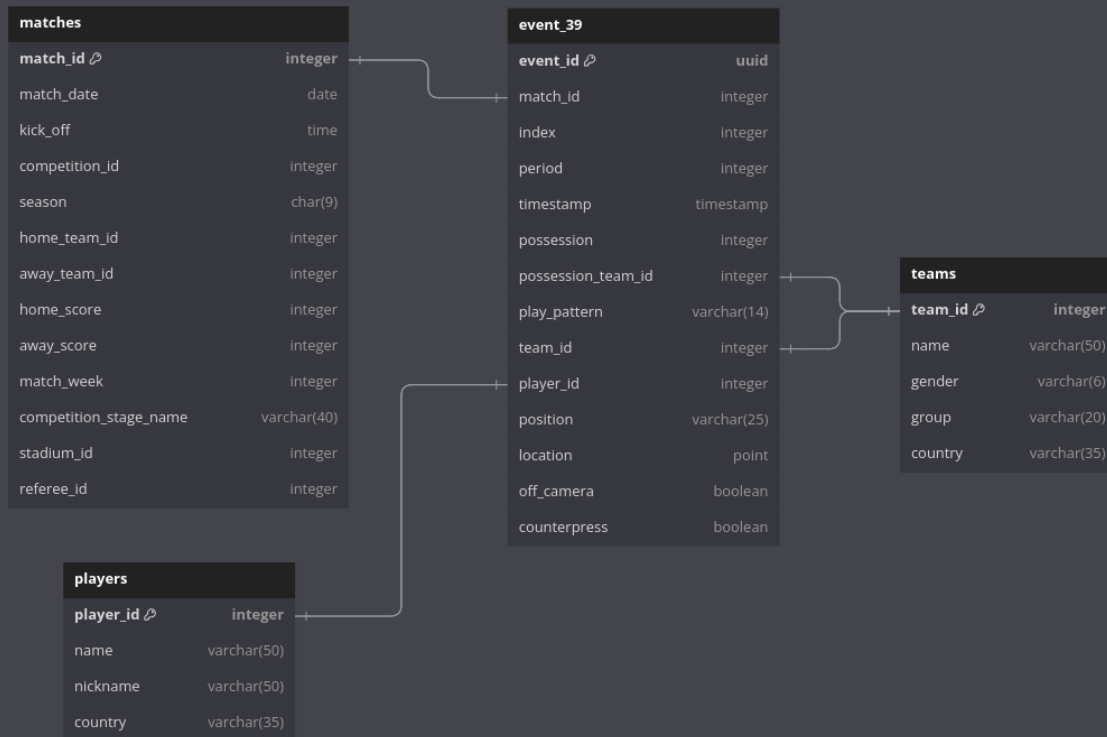 matches
match_id integer
match_date date
kick_off time
competition_id integer
season char(9)
home_team_id integer
away_team_id integer
home_score integer
away_score integer
match_week integer
competition_stage_name varchar(40)
stadium_id integer
referee_id integer
event_39
event_id uuid
match_id integer
index integer
period integer
timestamp timestamp
possession integer
possession_team_id integer
play_pattern varchar(14)
team_id integer
player_id integer
position varchar(25)
location point
off_camera boolean
counterpress boolean
teams
team_id integer
name varchar(50)
gender varchar(6)
group varchar(20)
country varchar(35)
players
player_id integer
name varchar(50)
nickname varchar(50)
country varchar(35)